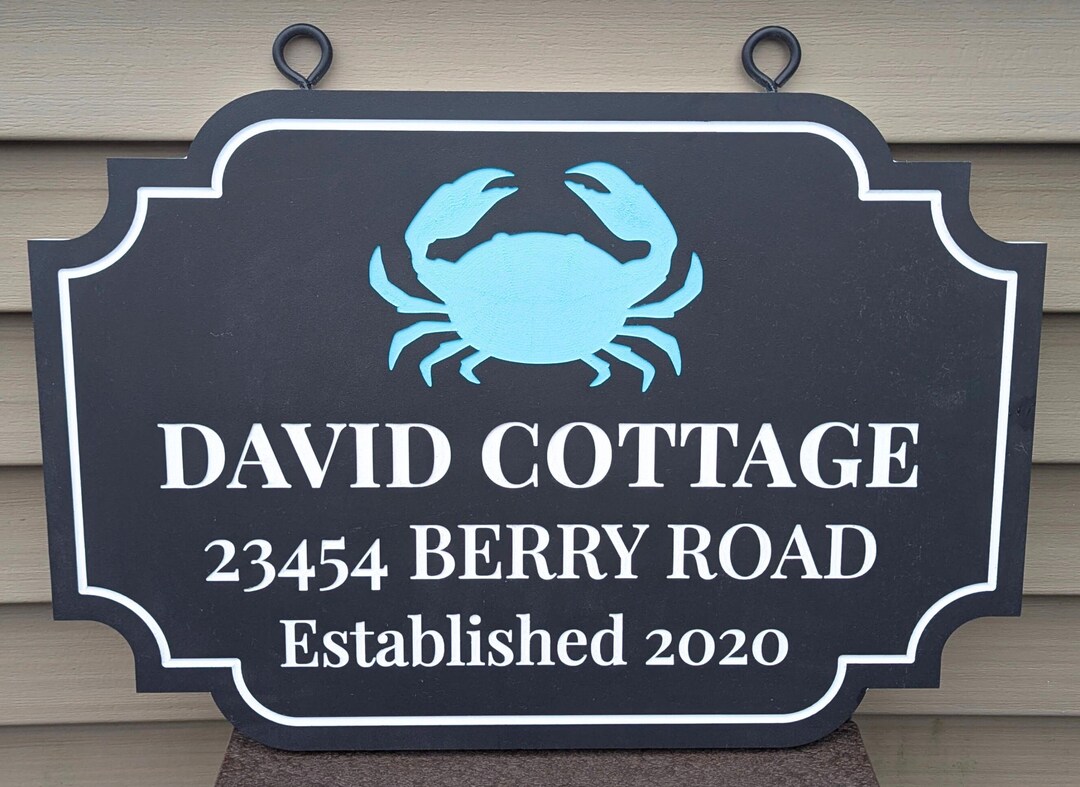 DAVID COTTAGE
23454 BERRY ROAD
Established 2020